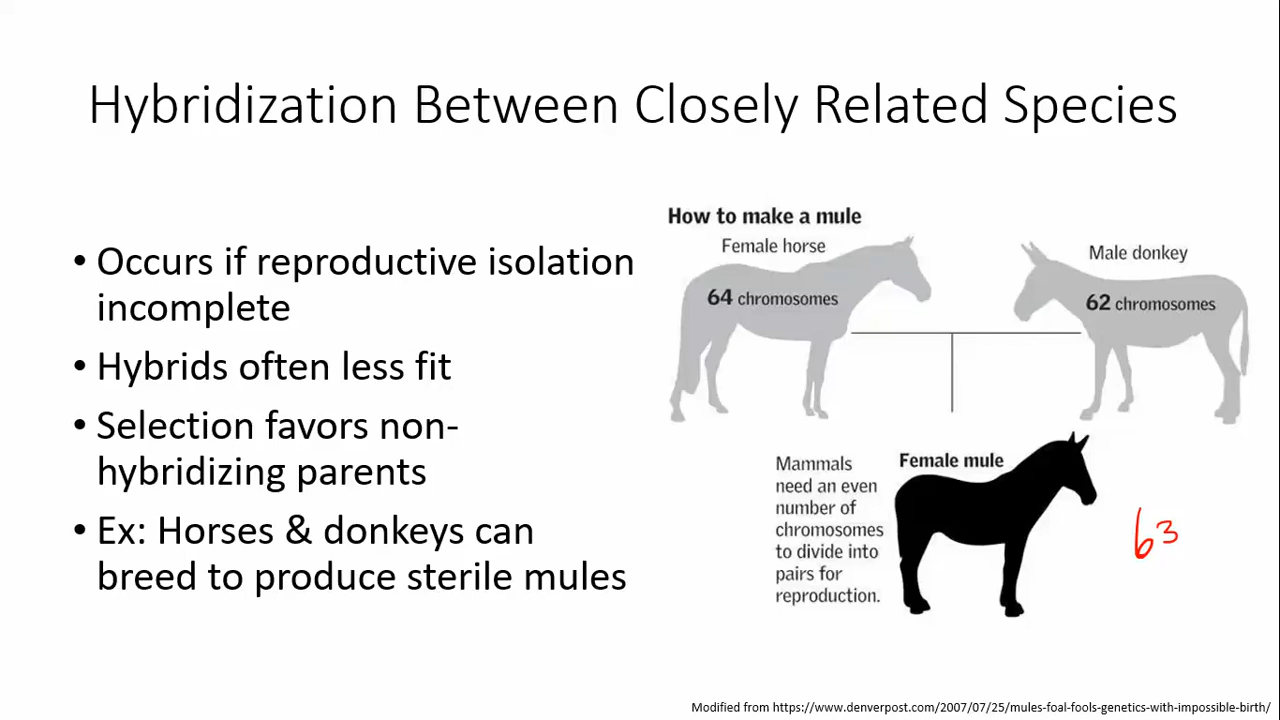 Hybridization Between Closely Related Species
• Occurs if reproductive isolation
incomplete
• Hybrids often less fit
• Selection favors non-
hybridizing parents
• Ex: Horses & donkeys can
breed to produce sterile mules
How to make a mule
Female horse
64 chromosomes
Male donkey
62 chromosomes
Mammals
need an even
number of
chromosomes
to divide into
pairs for
reproduction.
Female mule
63
Modified from https://www.denverpost.com/2007/07/25/mules-foal-fools-genetics-with-impossible-birth/